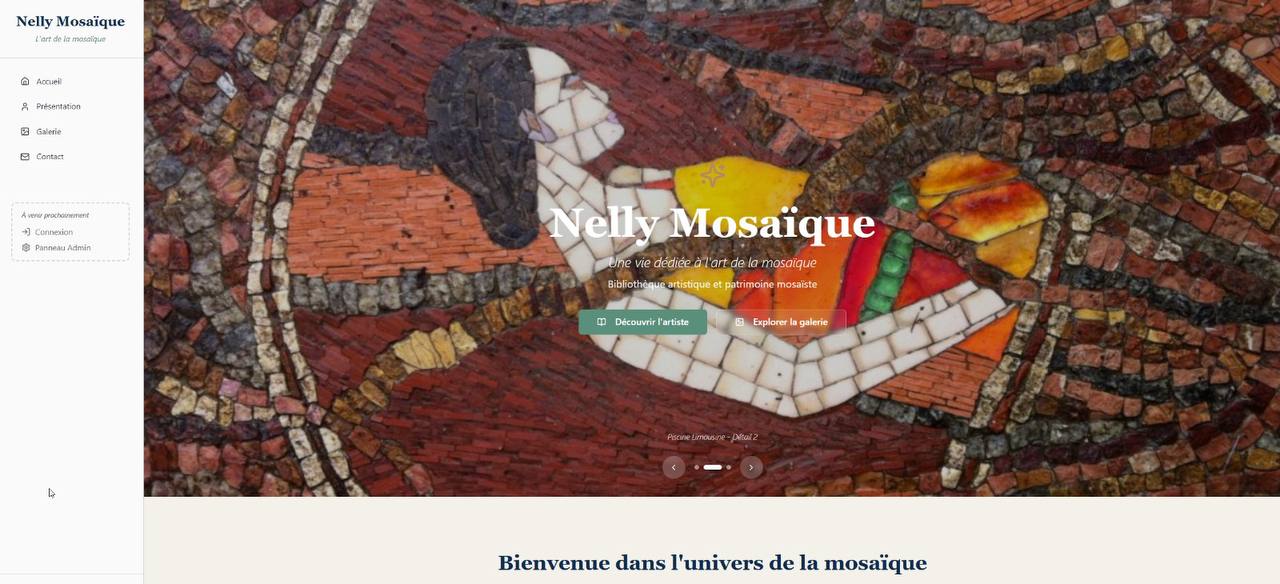 Nelly Mosaïque
L'art de la mosaïque
Accueil
Présentation
Galerie
Contact
À venir prochainement
Connexion
Panneau Admin
Nelly Mosaïque
Une vie dédiée à l'art de la mosaïque
Bibliothèque artistique et patrimoine mosaïste
Découvrir l'artiste
Explorer la galerie
Piscine Limousine - Détail 2
Bienvenue dans l'univers de la mosaïque